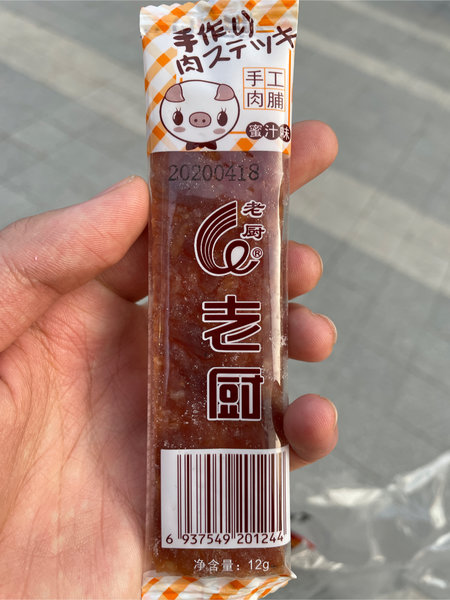 手作り
肉ステッキ
手工
肉脯
蜜汁味
20200418
老厨
®
老厨
6 937549 201244
净含量：12g